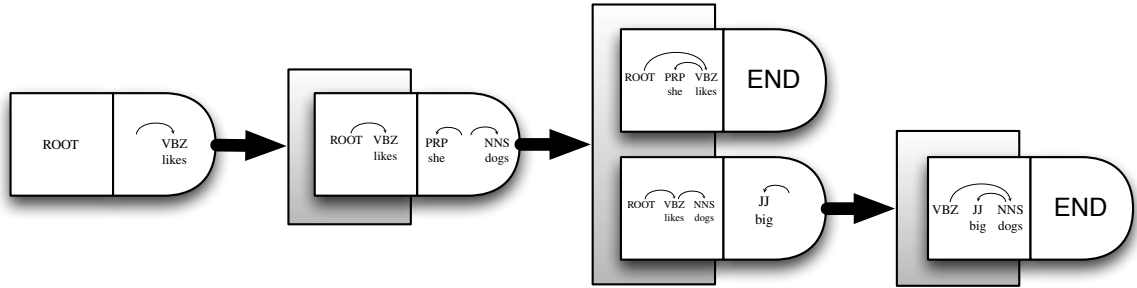 ROOT
VBZ
likes
ROOT VBZ
likes
PRP NNS
she dogs
ROOT PRP VBZ
she likes
END
ROOT VBZ NNS
likes dogs
JJ
big
VBZ JJ NNS
big dogs
END